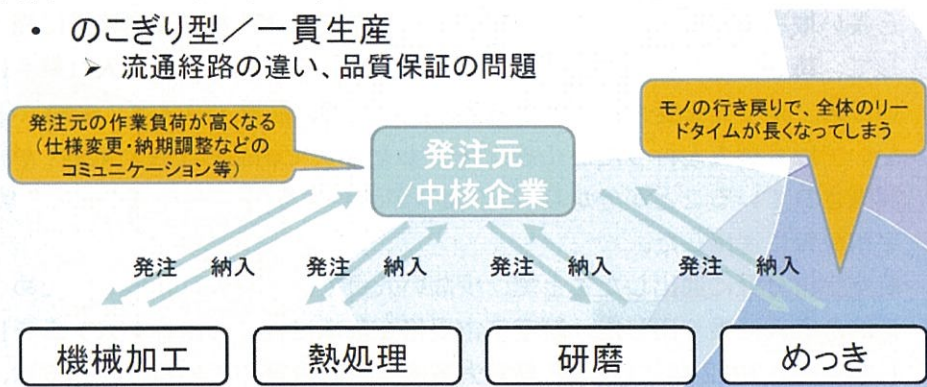 • のこぎり型／一貫生産
➢ 流通経路の違い、品質保証の問題
発注元の作業負荷が高くなる
（仕様変更・納期調整などの
コミュニケーション等）
発注元
/中核企業
モノの行き戻りで、全体のリー
ドタイムが長くなってしまう
発注 納入 発注 納入 発注 納入 発注 納入
機械加工 熱処理 研磨 めっき